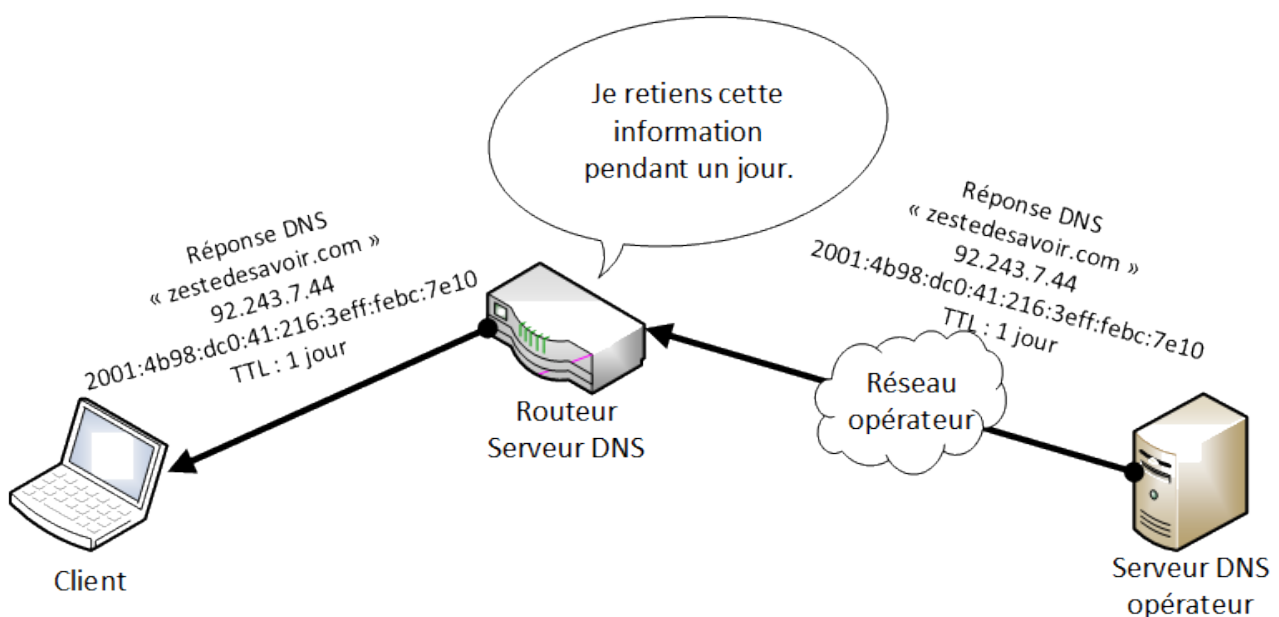 Je retiens cette
information
pendant un jour.
Réponse DNS
« zestedesavoir.com »
92.243.7.44
2001:4b98:dc0:41:216:3eff:febc:7e10
TTL : 1 jour
Réponse DNS
« zestedesavoir.com »
92.243.7.44
2001:4b98:dc0:41:216:3eff:febc:7e10
TTL : 1 jour
Routeur
Serveur DNS
Réseau
opérateur
Client
Serveur DNS
opérateur